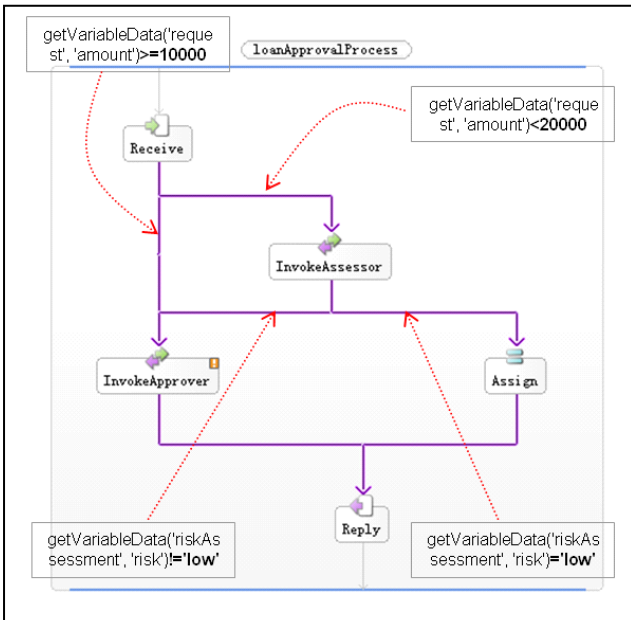 getVariableData('reque
st', 'amount')>=10000
loanApprovalProcess
getVariableData('reque
st', 'amount')<20000
Receive
InvokeAssessor
InvokeApprover
Assign
Reply
getVariableData('riskAs
sessment', 'risk')!='low'
getVariableData('riskAs
sessment', 'risk')='low'